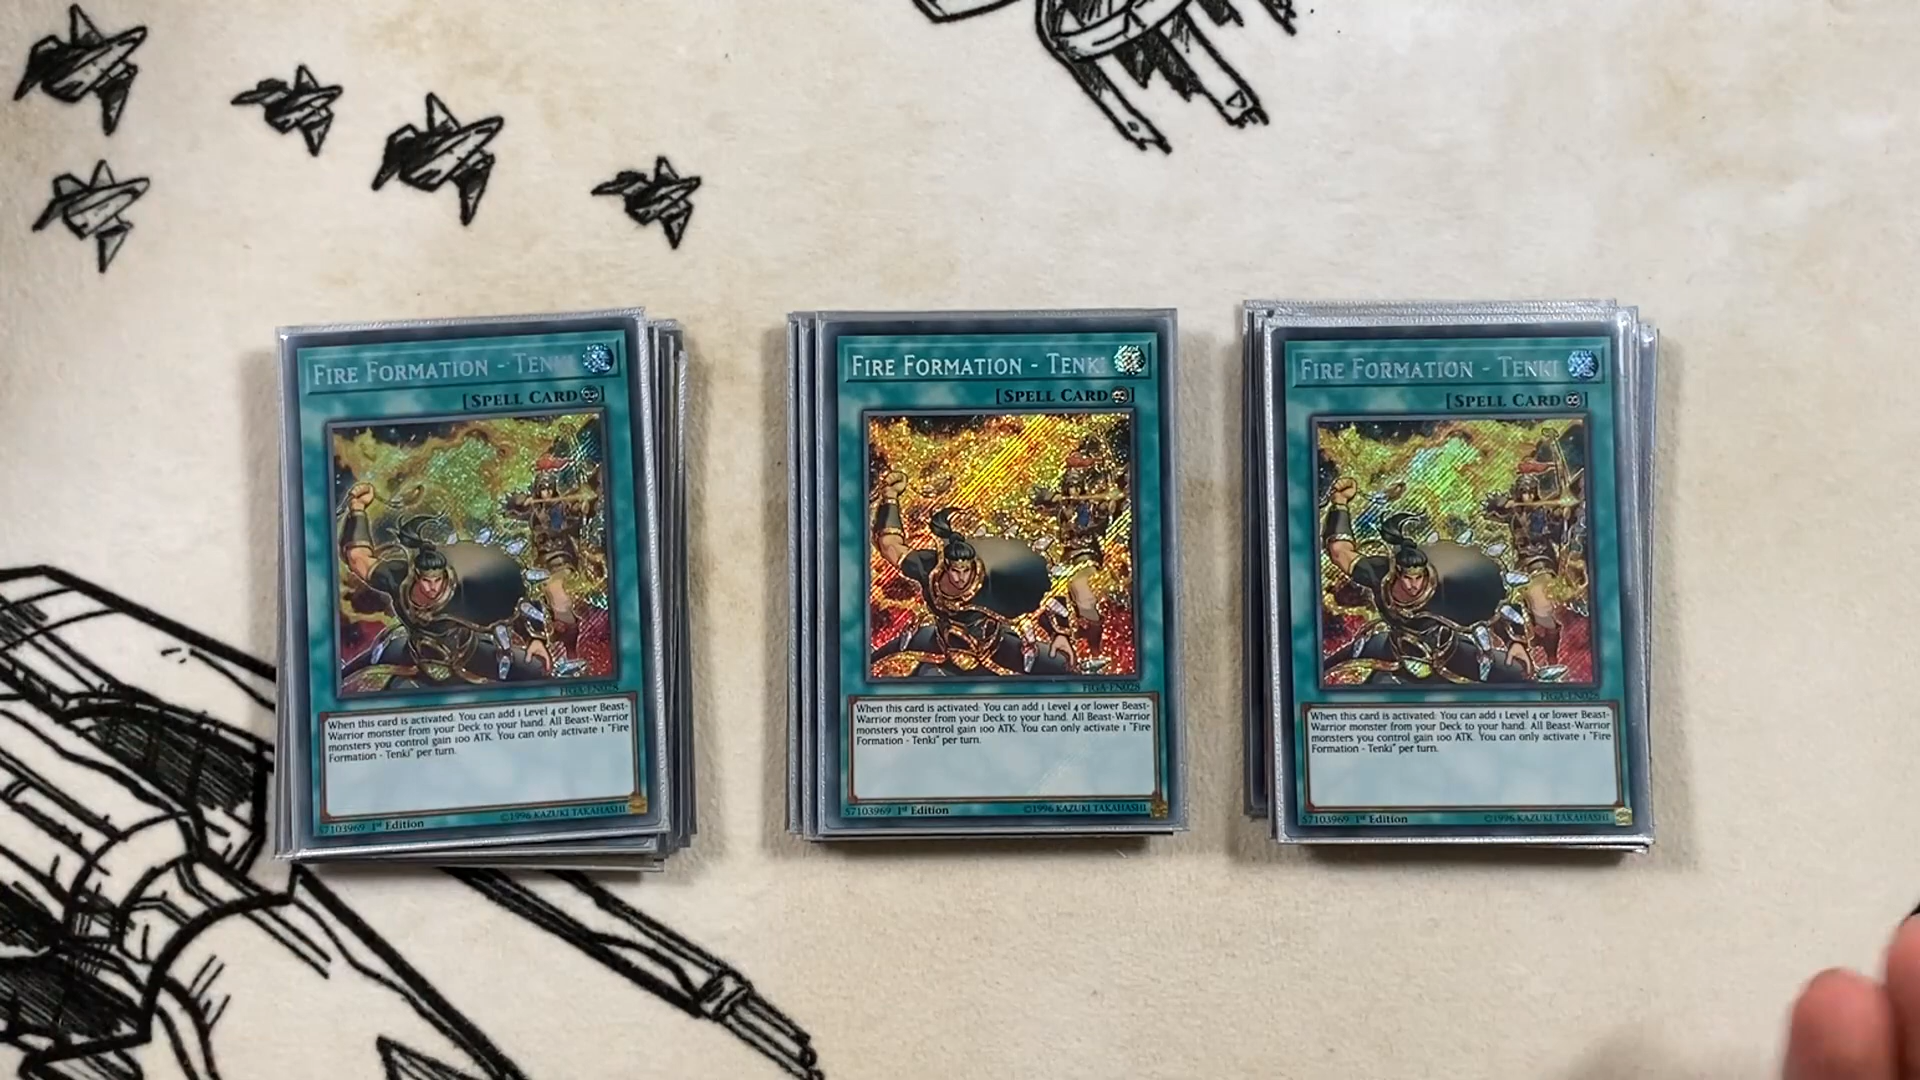 FIRE FORMATION - TENKI
[SPELL CARD]
FIGA-EN028
When this card is activated: You can add 1 Level 4 or lower Beast-
Warrior monster from your Deck to your hand. All Beast-Warrior
monsters you control gain 100 ATK. You can only activate 1 "Fire
Formation - Tenki" per turn.
57103969 1st Edition
©1996 KAZUKI TAKAHASHI
FIRE FORMATION - TENKI
[SPELL CARD]
FIGA-EN028
When this card is activated: You can add 1 Level 4 or lower Beast-
Warrior monster from your Deck to your hand. All Beast-Warrior
monsters you control gain 100 ATK. You can only activate 1 "Fire
Formation - Tenki" per turn.
57103969 1st Edition
©1996 KAZUKI TAKAHASHI
FIRE FORMATION - TENKI
[SPELL CARD]
FIGA-EN028
When this card is activated: You can add 1 Level 4 or lower Beast-
Warrior monster from your Deck to your hand. All Beast-Warrior
monsters you control gain 100 ATK. You can only activate 1 "Fire
Formation - Tenki" per turn.
57103969 1st Edition
©1996 KAZUKI TAKAHASHI